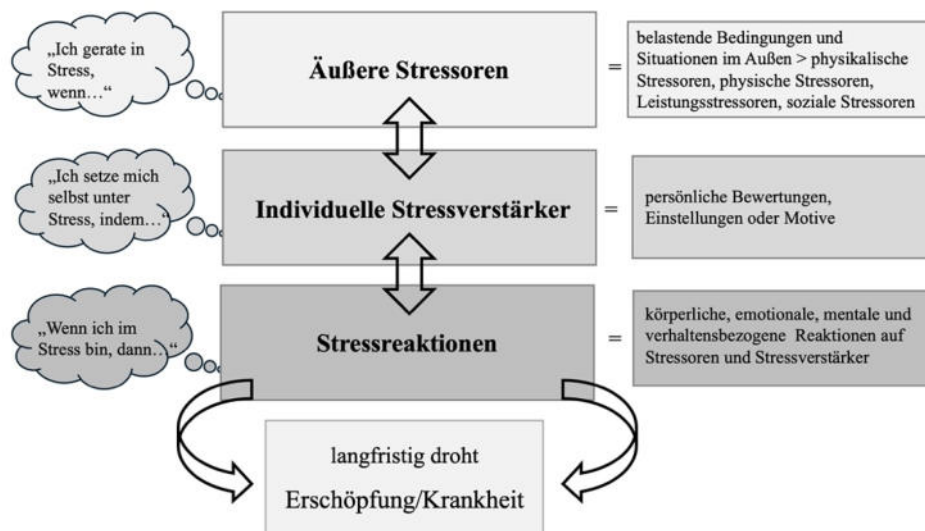 „Ich gerate in
Stress,
wenn…“
Äußere Stressoren
=
belastende Bedingungen und
Situationen im Außen > physikalische
Stressoren, physische Stressoren,
Leistungsstressoren, soziale Stressoren
„Ich setze mich
selbst unter
Stress, indem…“
Individuelle Stressverstärker
=
persönliche Bewertungen,
Einstellungen oder Motive
„Wenn ich im
Stress bin, dann…“
Stressreaktionen
=
körperliche, emotionale, mentale und
verhaltensbezogene Reaktionen auf
Stressoren und Stressverstärker
langfristig droht
Erschöpfung/Krankheit